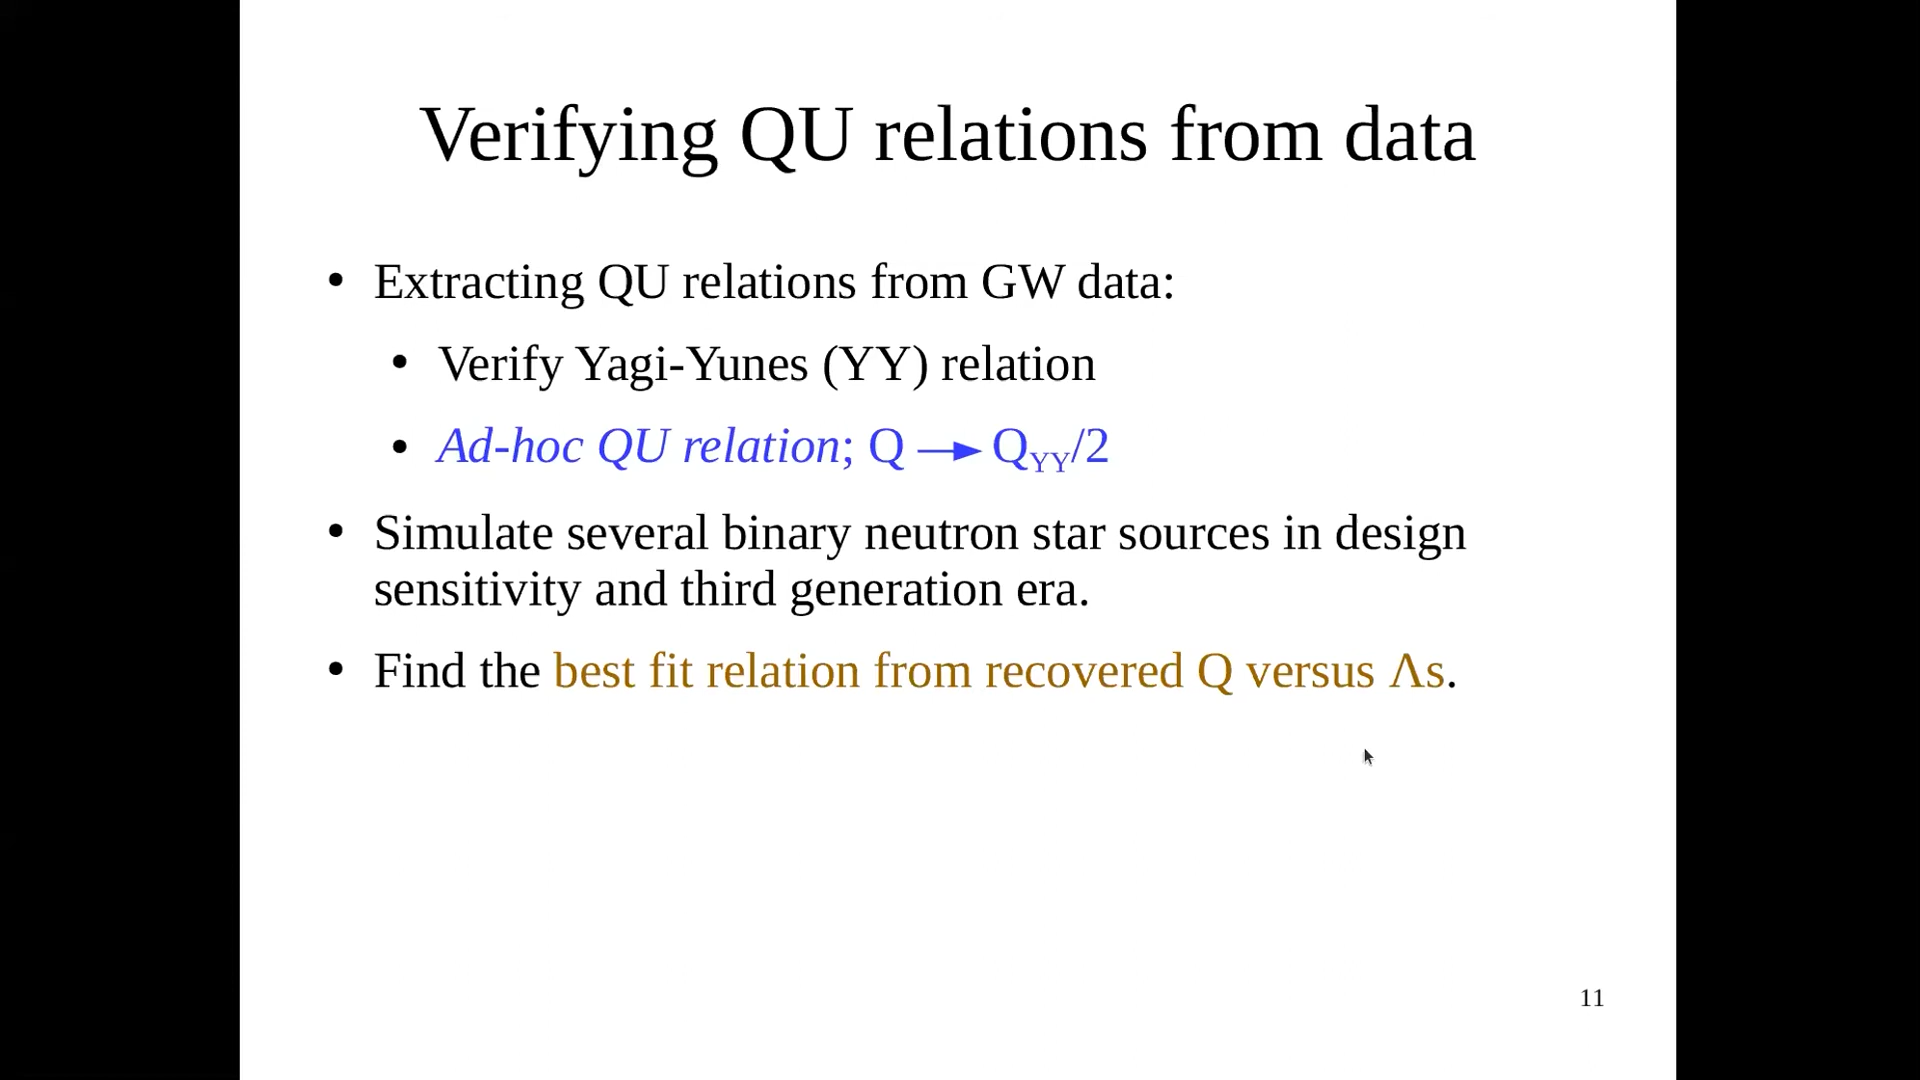 Verifying QU relations from data
• Extracting QU relations from GW data:
• Verify Yagi-Yunes (YY) relation
• Ad-hoc QU relation; Q → Q_YY/2
• Simulate several binary neutron star sources in design
sensitivity and third generation era.
• Find the best fit relation from recovered Q versus Λs.
11